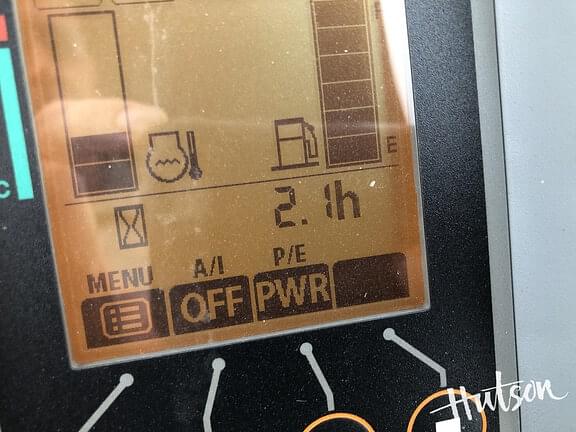 C
E
2.1h
MENU
A/I
P/E
OFF
PWR
Hutson